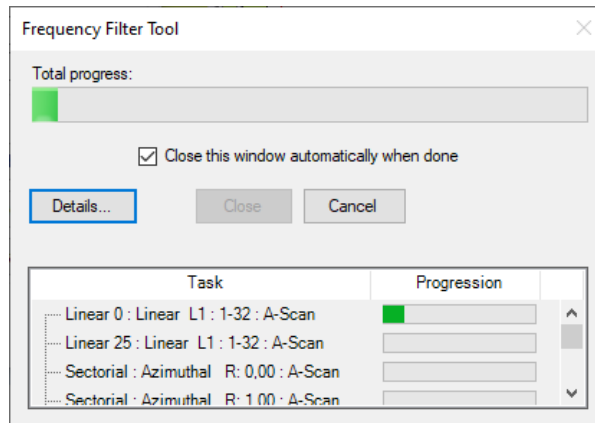 Frequency Filter Tool
Total progress:
Close this window automatically when done
Details... Close Cancel
Task Progression
Linear 0 : Linear L1 : 1-32 : A-Scan
Linear 25 : Linear L1 : 1-32 : A-Scan
Sectorial : Azimuthal R: 0,00 : A-Scan
Sectorial : Azimuthal R: 1,00 : A-Scan